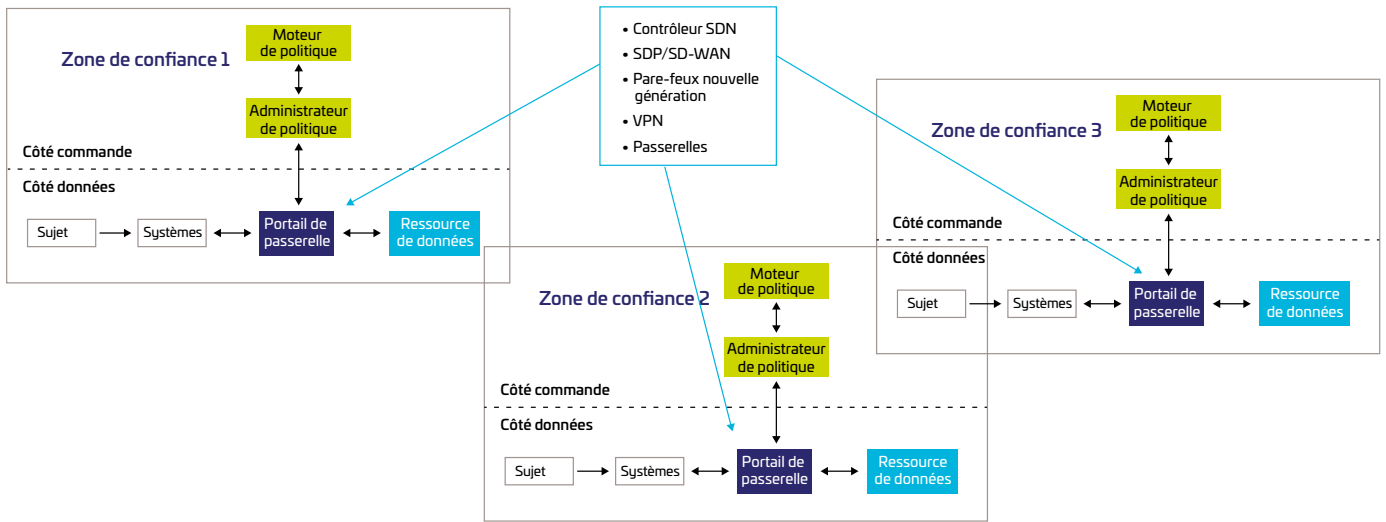 Zone de confiance 1
Moteur
de politique
Administrateur
de politique
Côté commande
Côté données
Sujet
Systèmes
Portail de
passerelle
Ressource
de données
• Contrôleur SDN
• SDP/SD-WAN
• Pare-feux nouvelle
génération
• VPN
• Passerelles
Zone de confiance 2
Moteur
de politique
Administrateur
de politique
Côté commande
Côté données
Sujet
Systèmes
Portail de
passerelle
Ressource
de données
Zone de confiance 3
Moteur
de politique
Administrateur
de politique
Côté commande
Côté données
Sujet
Systèmes
Portail de
passerelle
Ressource
de données